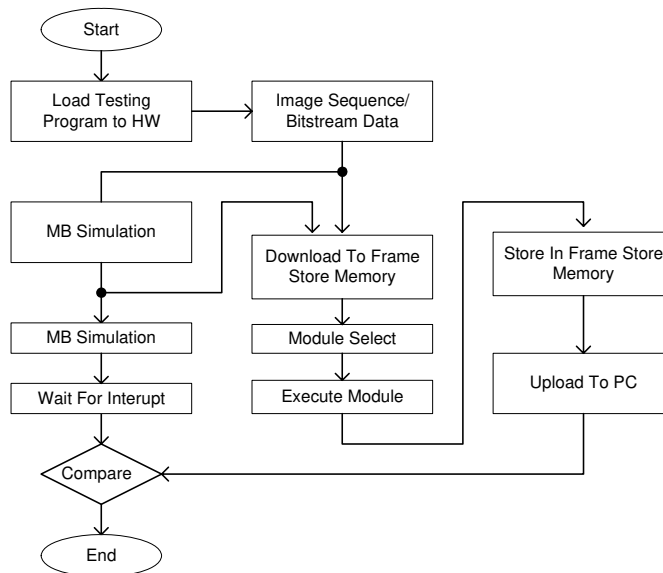 Start
Load Testing
Program to HW
Image Sequence/
Bitstream Data
MB Simulation
Download To Frame
Store Memory
Store In Frame Store
Memory
MB Simulation
Module Select
Wait For Interupt
Execute Module
Upload To PC
Compare
End